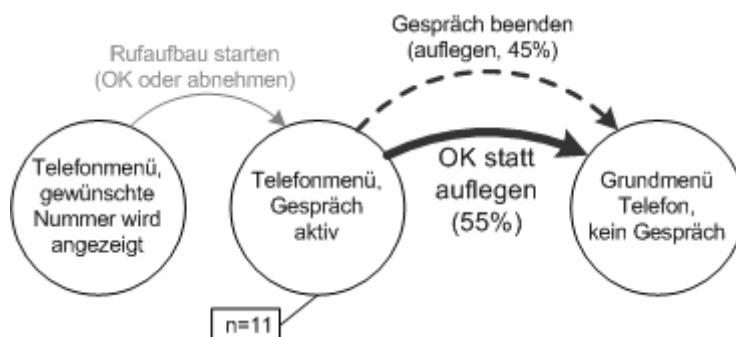 Rufaufbau starten
(OK oder abnehmen)
Gespräch beenden
(auflegen, 45%)
Telefonmenü,
gewünschte
Nummer wird
angezeigt
Telefonmenü,
Gespräch
aktiv
OK statt
auflegen
(55%)
Grundmenü
Telefon,
kein Gespräch
n=11